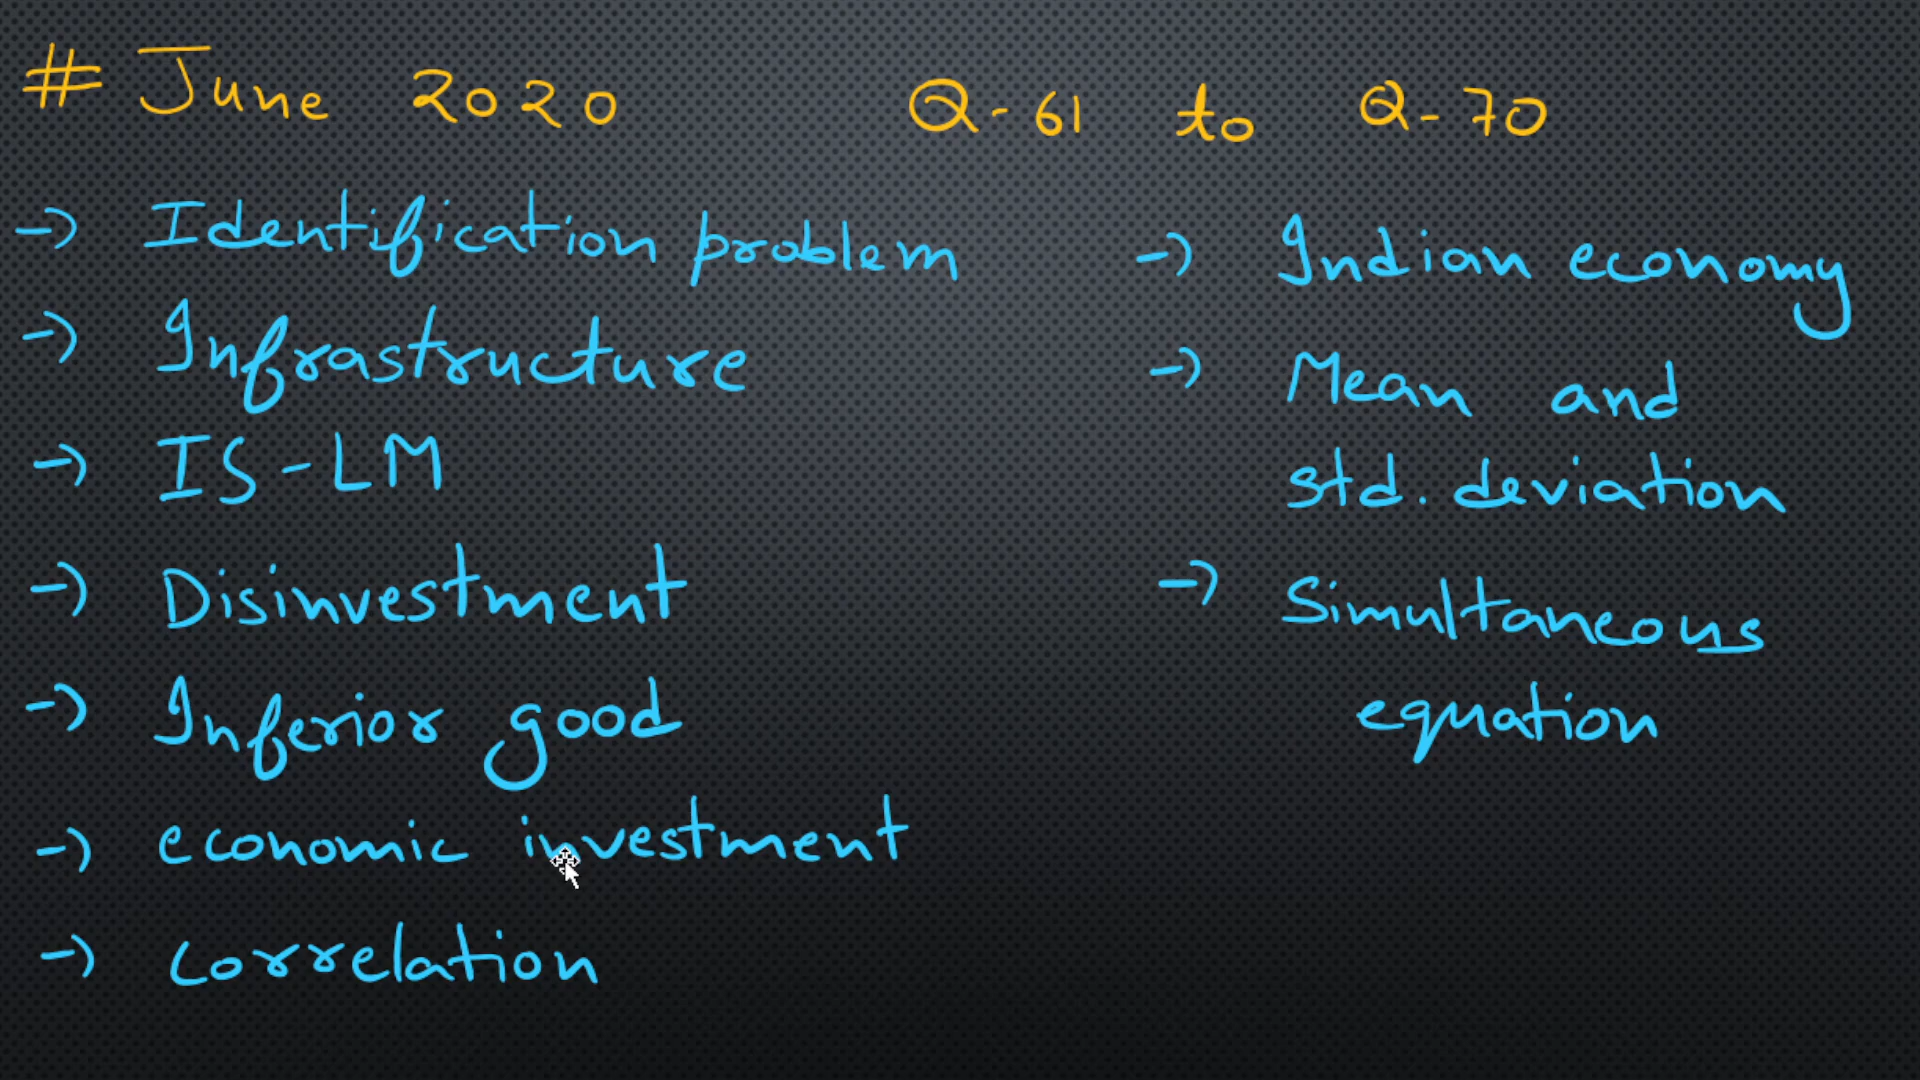 # June 2020 Q-61 to Q-70
-> Identification problem
-> Infrastructure
-> IS-LM
-> Disinvestment
-> Inferior good
-> economic investment
-> Correlation
-> Indian economy
-> Mean and
std. deviation
-> Simultaneous
equation